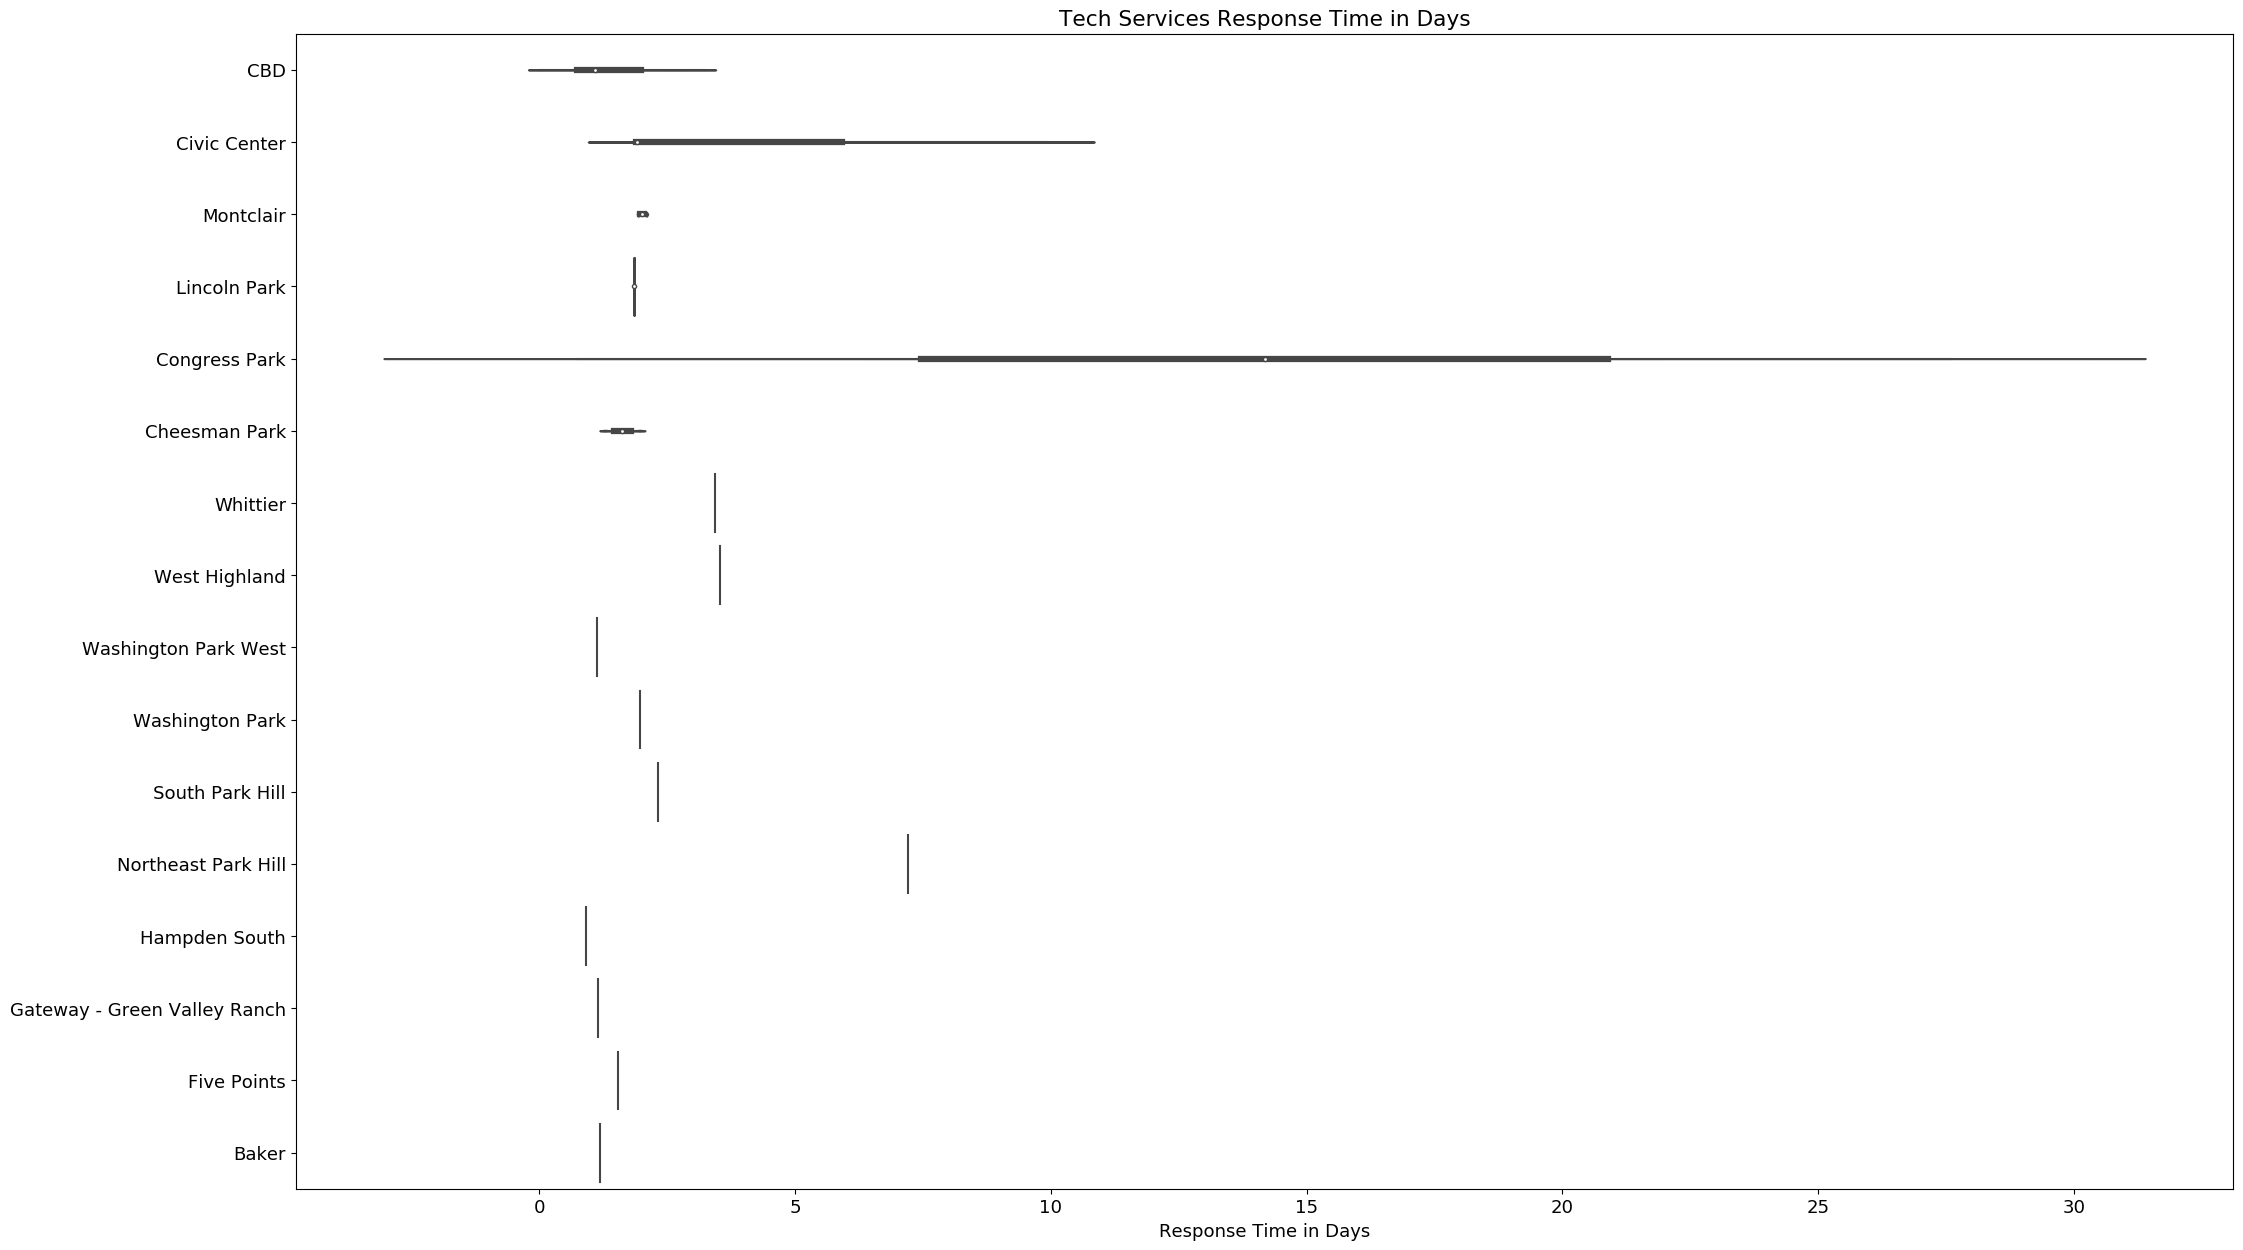 Tech Services Response Time in Days
CBD
Civic Center
Montclair
Lincoln Park
Congress Park
Cheesman Park
Whittier
West Highland
Washington Park West
Washington Park
South Park Hill
Northeast Park Hill
Hampden South
Gateway - Green Valley Ranch
Five Points
Baker
0 5 10 15 20 25 30
Response Time in Days